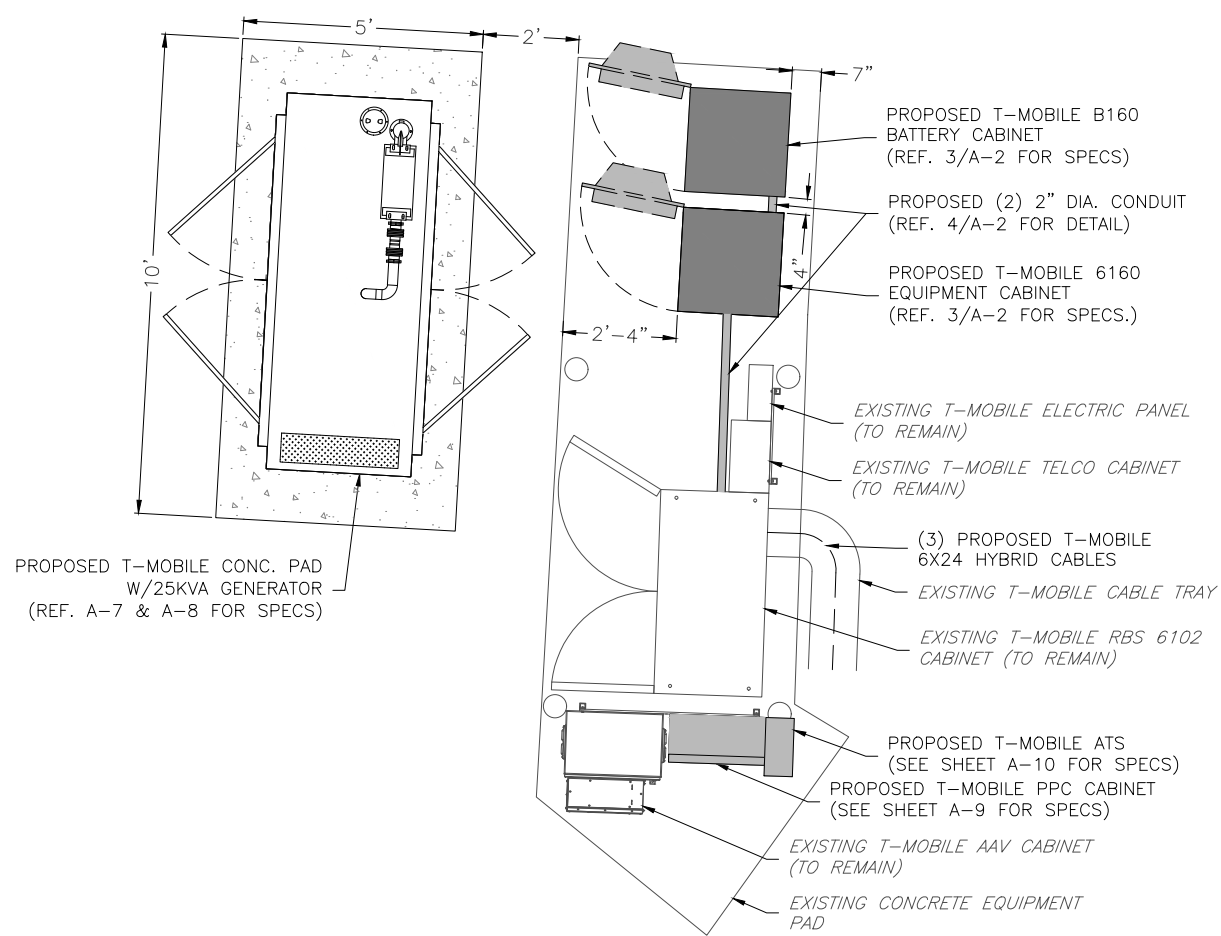 5'
2'
7"
10'
PROPOSED T-MOBILE B160
BATTERY CABINET
(REF. 3/A-2 FOR SPECS)
PROPOSED (2) 2" DIA. CONDUIT
(REF. 4/A-2 FOR DETAIL)
4"
PROPOSED T-MOBILE 6160
EQUIPMENT CABINET
(REF. 3/A-2 FOR SPECS.)
2'-4"
EXISTING T-MOBILE ELECTRIC PANEL
(TO REMAIN)
EXISTING T-MOBILE TELCO CABINET
(TO REMAIN)
(3) PROPOSED T-MOBILE
6X24 HYBRID CABLES
EXISTING T-MOBILE CABLE TRAY
EXISTING T-MOBILE RBS 6102
CABINET (TO REMAIN)
PROPOSED T-MOBILE CONC. PAD
W/25KVA GENERATOR
(REF. A-7 & A-8 FOR SPECS)
PROPOSED T-MOBILE ATS
(SEE SHEET A-10 FOR SPECS)
PROPOSED T-MOBILE PPC CABINET
(SEE SHEET A-9 FOR SPECS)
EXISTING T-MOBILE AAV CABINET
(TO REMAIN)
EXISTING CONCRETE EQUIPMENT
PAD